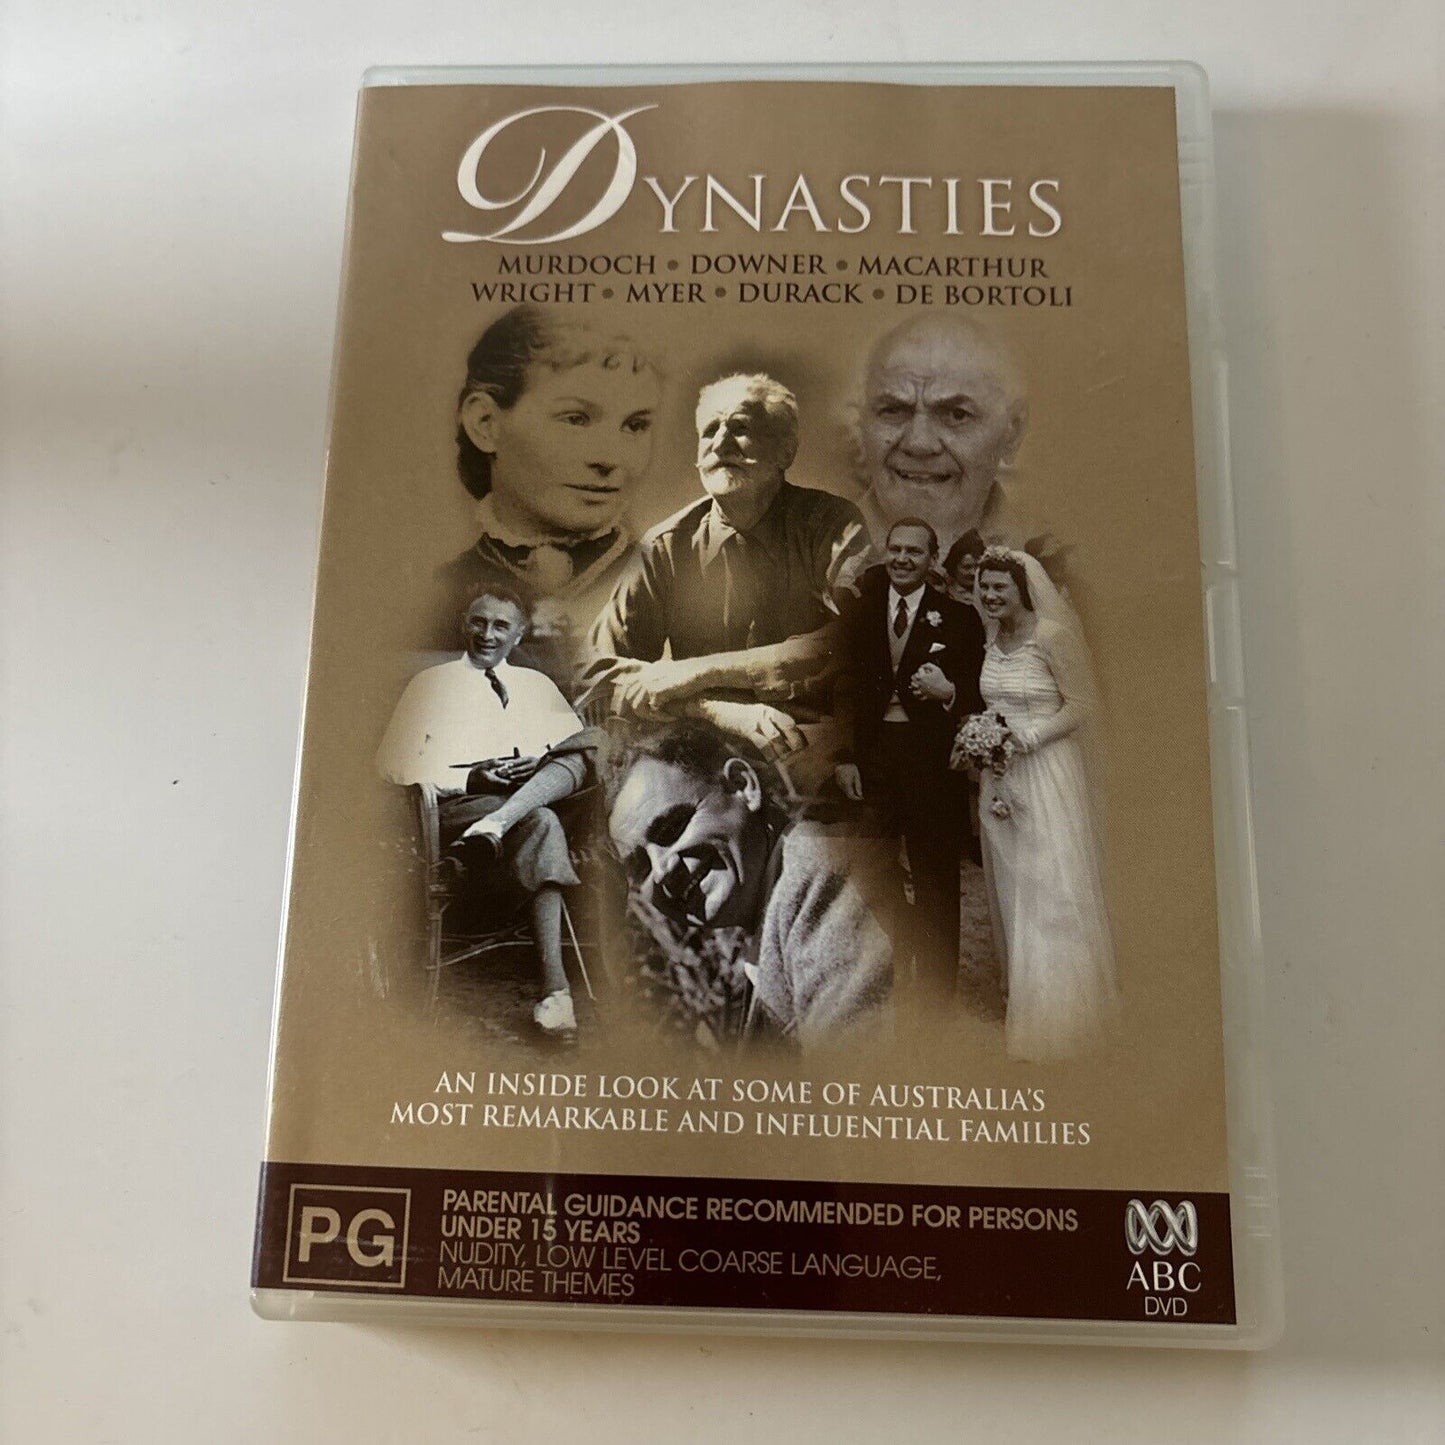 DYNASTIES
MURDOCH • DOWNER • MACARTHUR
WRIGHT • MYER • DURACK • DE BORTOLI
AN INSIDE LOOK AT SOME OF AUSTRALIA'S
MOST REMARKABLE AND INFLUENTIAL FAMILIES
PG
PARENTAL GUIDANCE RECOMMENDED FOR PERSONS
UNDER 15 YEARS
NUDITY, LOW LEVEL COARSE LANGUAGE,
MATURE THEMES
ABC
DVD